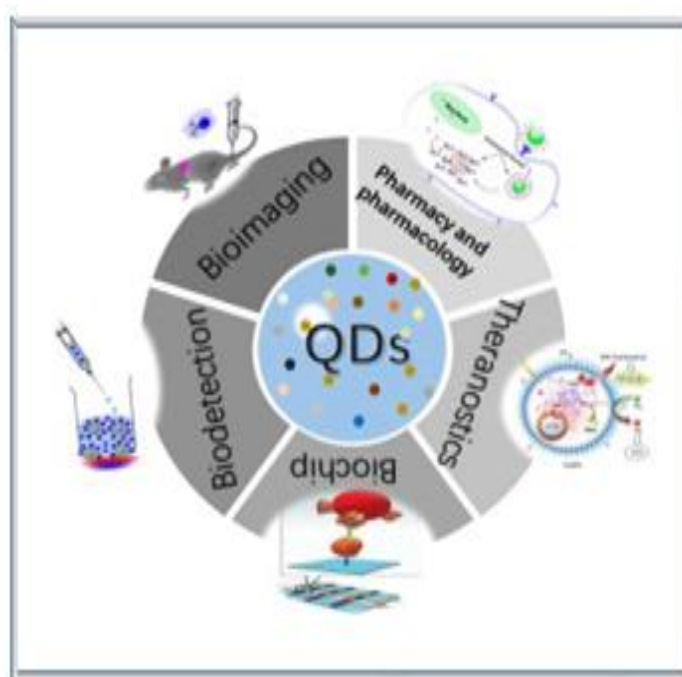 Bioimaging
Pharmacy and
pharmacology
Theranostics
Biochip
Biodetection
QDs